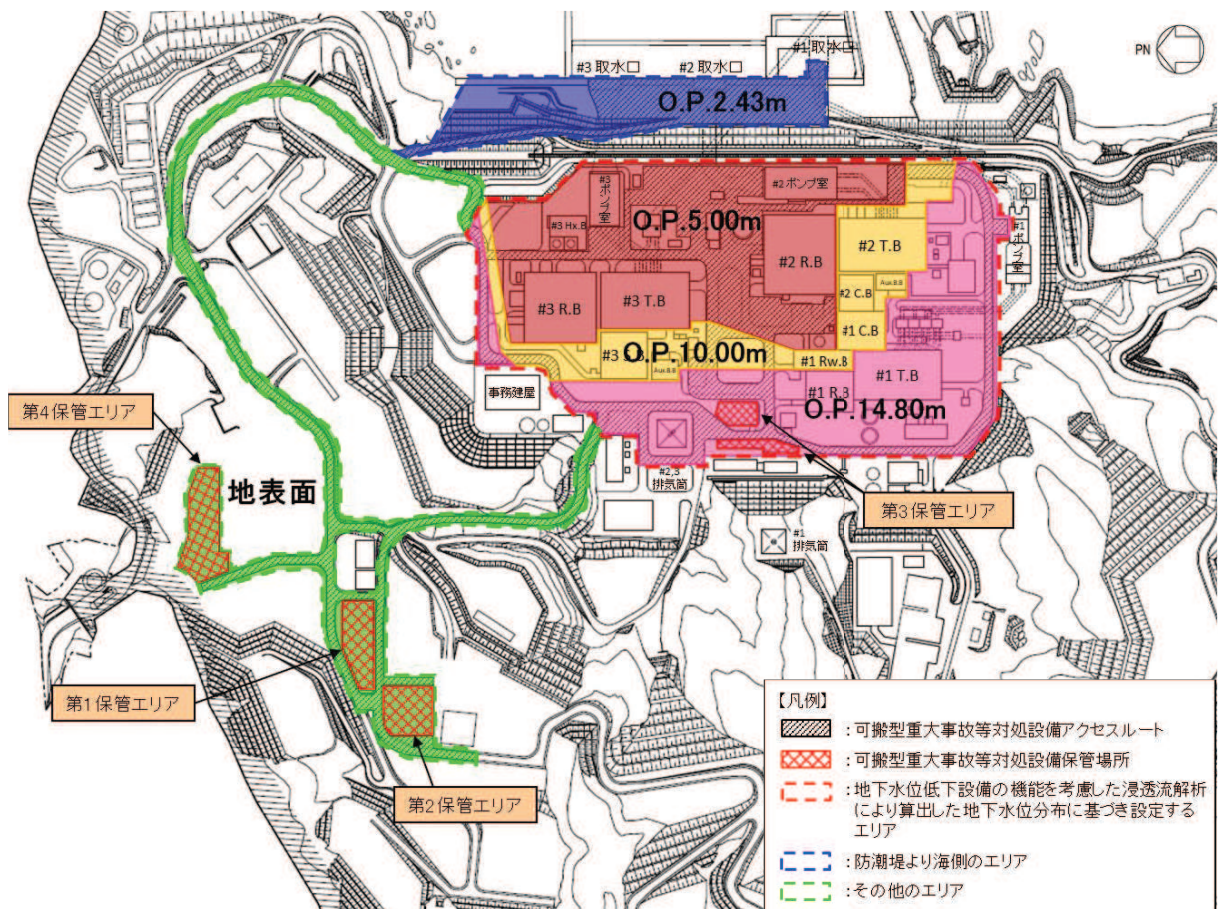 #1取水口
#3取水口
#2取水口
PN
O.P.2.43m
#3
ポンプ室
#2ポンプ室
#3 Hx.B
O.P.5.00m
#1
ポンプ室
#2 T.B
#2 R.B
#3 R.B
#3 T.B
#2 C.B
Aux.B.B
#1 C.B
O.P.10.00m
Aux.B.B
#1 Rw.B
#1 T.B
事務建屋
O.P.14.80m
第4保管エリア
地表面
#2,3
排気筒
第3保管エリア
#1
排気筒
第1保管エリア
第2保管エリア
【凡例】
:可搬型重大事故等対処設備アクセスルート
:可搬型重大事故等対処設備保管場所
:地下水位低下設備の機能を考慮した浸透流解析
により算出した地下水位分布に基づき設定する
エリア
:防潮堤より海側のエリア
:その他のエリア